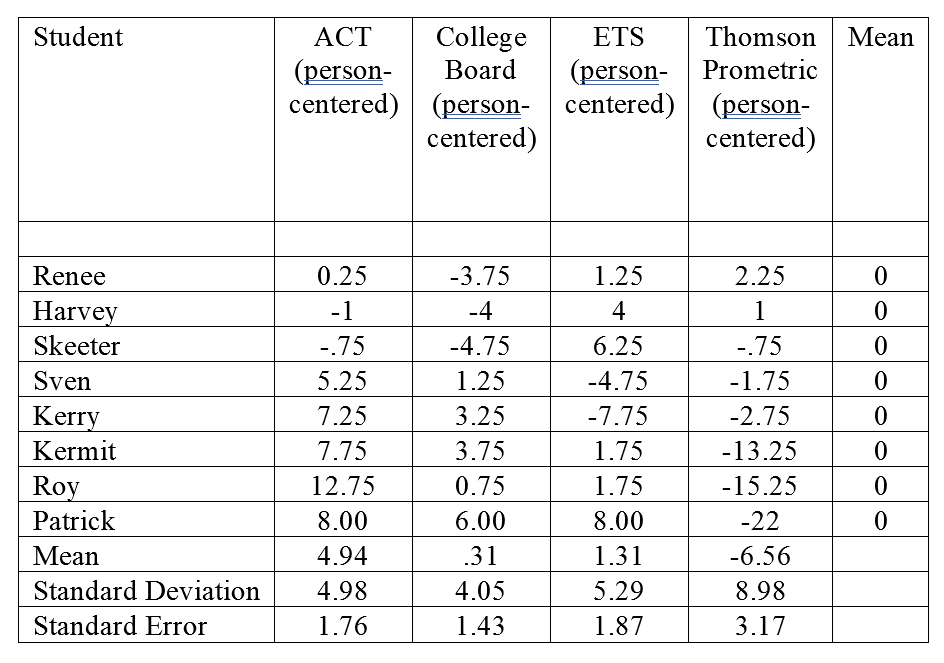 Student ACT College ETS Thomson Mean
(person- Board (person- Prometric
centered) (person- centered) (person-
centered) centered)
Renee 0.25 -3.75 1.25 2.25 0
Harvey -1 -4 4 1 0
Skeeter -.75 -4.75 6.25 -.75 0
Sven 5.25 1.25 -4.75 -1.75 0
Kerry 7.25 3.25 -7.75 -2.75 0
Kermit 7.75 3.75 1.75 -13.25 0
Roy 12.75 0.75 1.75 -15.25 0
Patrick 8.00 6.00 8.00 -22 0
Mean 4.94 .31 1.31 -6.56
Standard Deviation 4.98 4.05 5.29 8.98
Standard Error 1.76 1.43 1.87 3.17